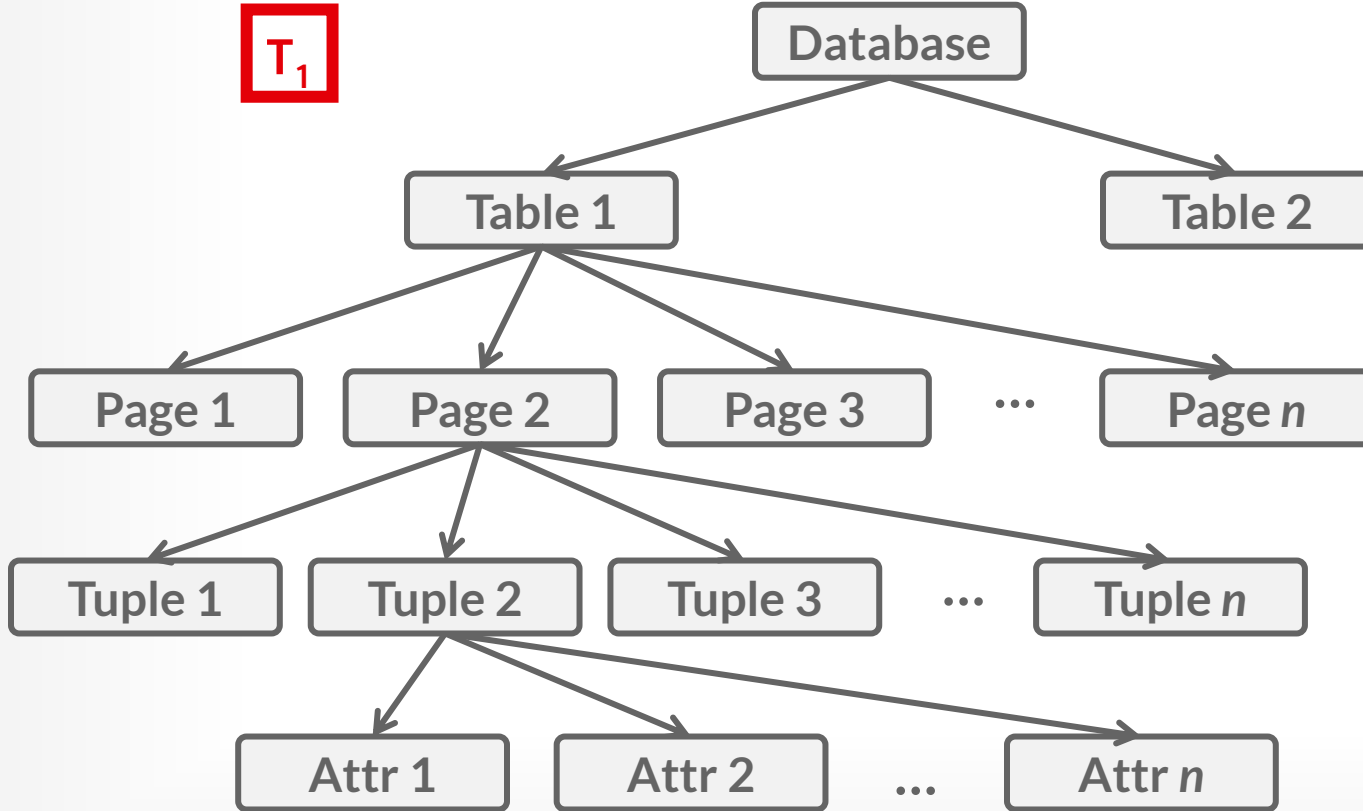 T₁
Database
Table 1
Table 2
Page 1
Page 2
Page 3
...
Page n
Tuple 1
Tuple 2
Tuple 3
...
Tuple n
Attr 1
Attr 2
...
Attr n